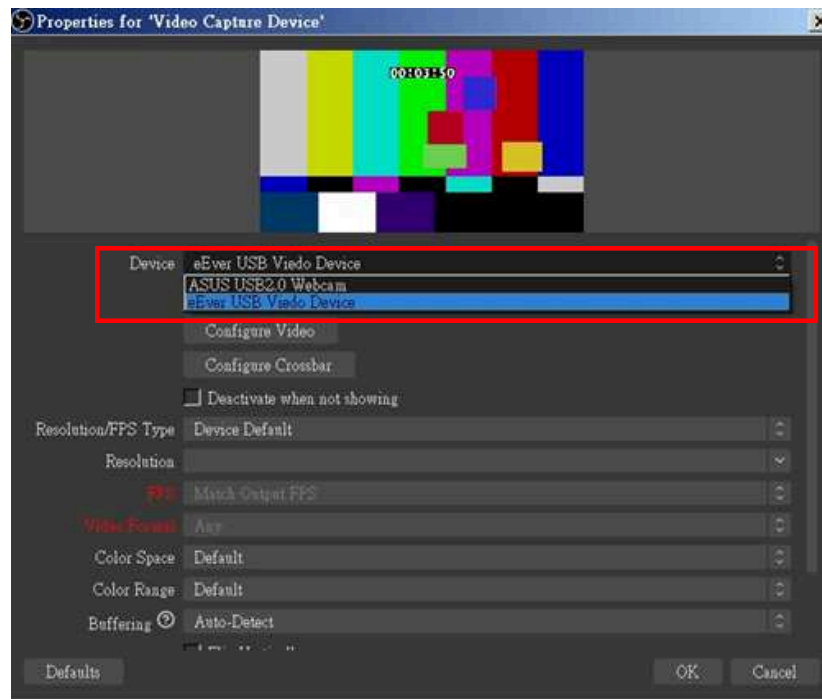 Properties for 'Video Capture Device'
00:03:50
Device eEver USB Viedo Device
ASUS USB2.0 Webcam
eEver USB Viedo Device
Configure Video
Configure Crossbar
Deactivate when not showing
Resolution/FPS Type Device Default
Resolution
FPS Match Output FPS
Video Format Any
Color Space Default
Color Range Default
Buffering ? Auto-Detect
Defaults OK Cancel